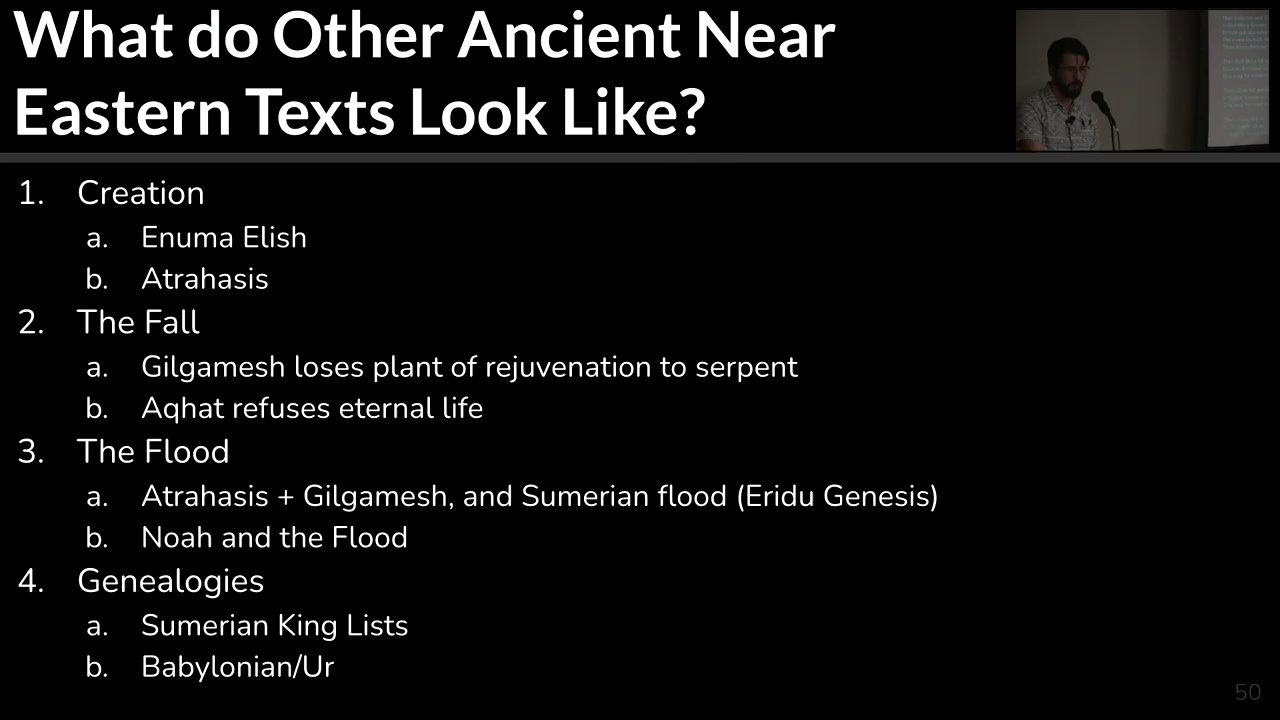 What do Other Ancient Near
Eastern Texts Look Like?
1. Creation
a. Enuma Elish
b. Atrahasis
2. The Fall
a. Gilgamesh loses plant of rejuvenation to serpent
b. Aqhat refuses eternal life
3. The Flood
a. Atrahasis + Gilgamesh, and Sumerian flood (Eridu Genesis)
b. Noah and the Flood
4. Genealogies
a. Sumerian King Lists
b. Babylonian/Ur
50